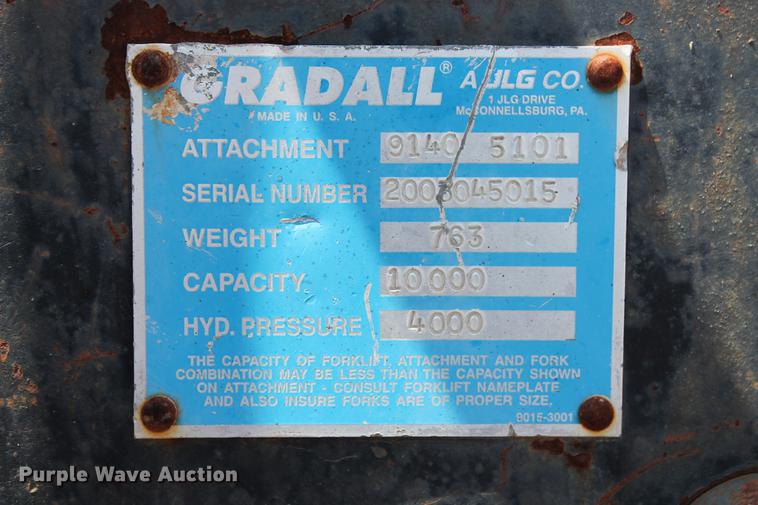 GRADALL® A JLG CO.
1 JLG DRIVE
MADE IN U. S. A. McCONNELLSBURG, PA.
ATTACHMENT 9140 5101
SERIAL NUMBER 2003045015
WEIGHT 763
CAPACITY 10000
HYD. PRESSURE 4000
THE CAPACITY OF FORKLIFT, ATTACHMENT AND FORK
COMBINATION MAY BE LESS THAN THE CAPACITY SHOWN
ON ATTACHMENT - CONSULT FORKLIFT NAMEPLATE
AND ALSO INSURE FORKS ARE OF PROPER SIZE.
9015-3001
Purple Wave Auction